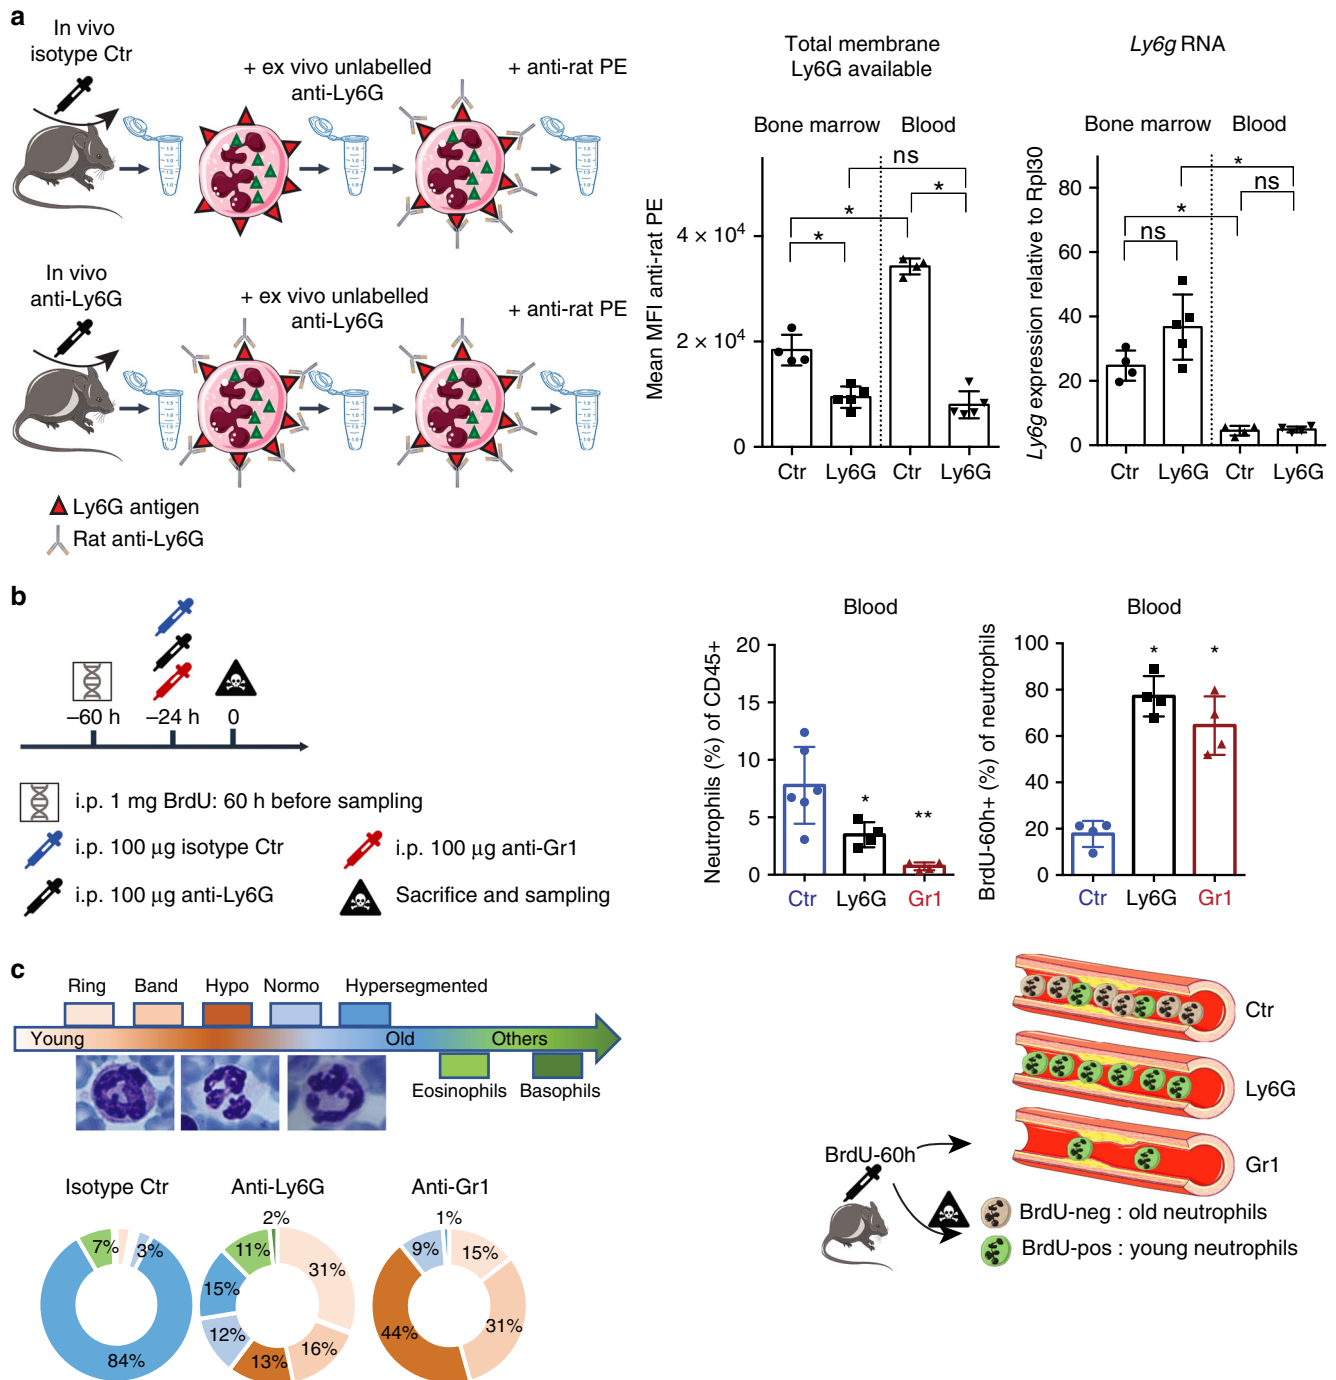 a
In vivo
isotype Ctr
+ ex vivo unlabelled
anti-Ly6G
+ anti-rat PE
In vivo
anti-Ly6G
+ ex vivo unlabelled
anti-Ly6G
+ anti-rat PE
Ly6G antigen
Rat anti-Ly6G
Total membrane
Ly6G available
Bone marrow Blood
Mean MFI anti-rat PE
4 × 10⁴
2 × 10⁴
0
ns
*
*
*
Ctr Ly6G Ctr Ly6G
Ly6g RNA
Bone marrow Blood
Ly6g expression relative to Rpl30
80
60
40
20
0
*
ns
*
ns
Ctr Ly6G Ctr Ly6G
b
–60 h –24 h 0
i.p. 1 mg BrdU: 60 h before sampling
i.p. 100 μg isotype Ctr
i.p. 100 μg anti-Gr1
i.p. 100 μg anti-Ly6G
Sacrifice and sampling
Blood
Neutrophils (%) of CD45+
20
15
10
5
0
*
**
Ctr Ly6G Gr1
Blood
BrdU-60h+ (%) of neutrophils
100
80
60
40
20
0
*
*
Ctr Ly6G Gr1
c
Ring Band Hypo Normo Hypersegmented
Young Old Others
Eosinophils Basophils
Isotype Ctr
7%
3%
84%
Anti-Ly6G
2%
11%
31%
15%
12%
13%
16%
Anti-Gr1
1%
9%
15%
44%
31%
Ctr
Ly6G
Gr1
BrdU-60h
BrdU-neg : old neutrophils
BrdU-pos : young neutrophils